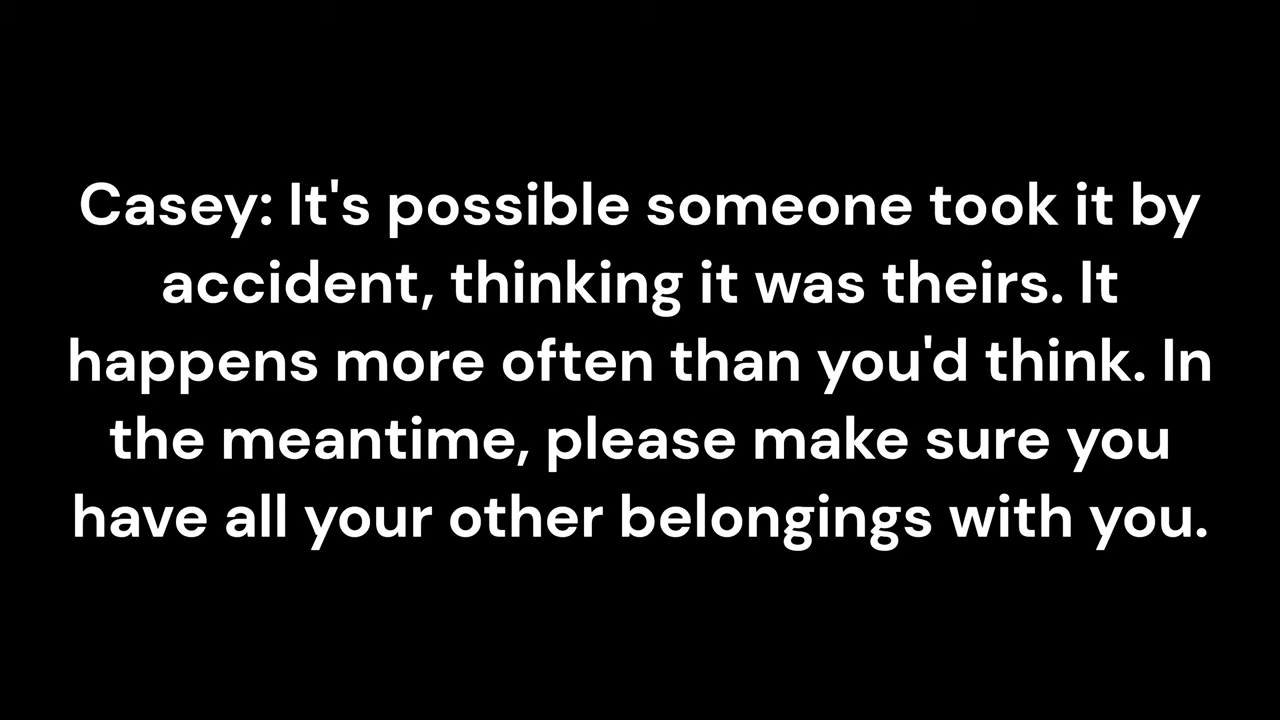 Casey: It's possible someone took it by
accident, thinking it was theirs. It
happens more often than you'd think. In
the meantime, please make sure you
have all your other belongings with you.